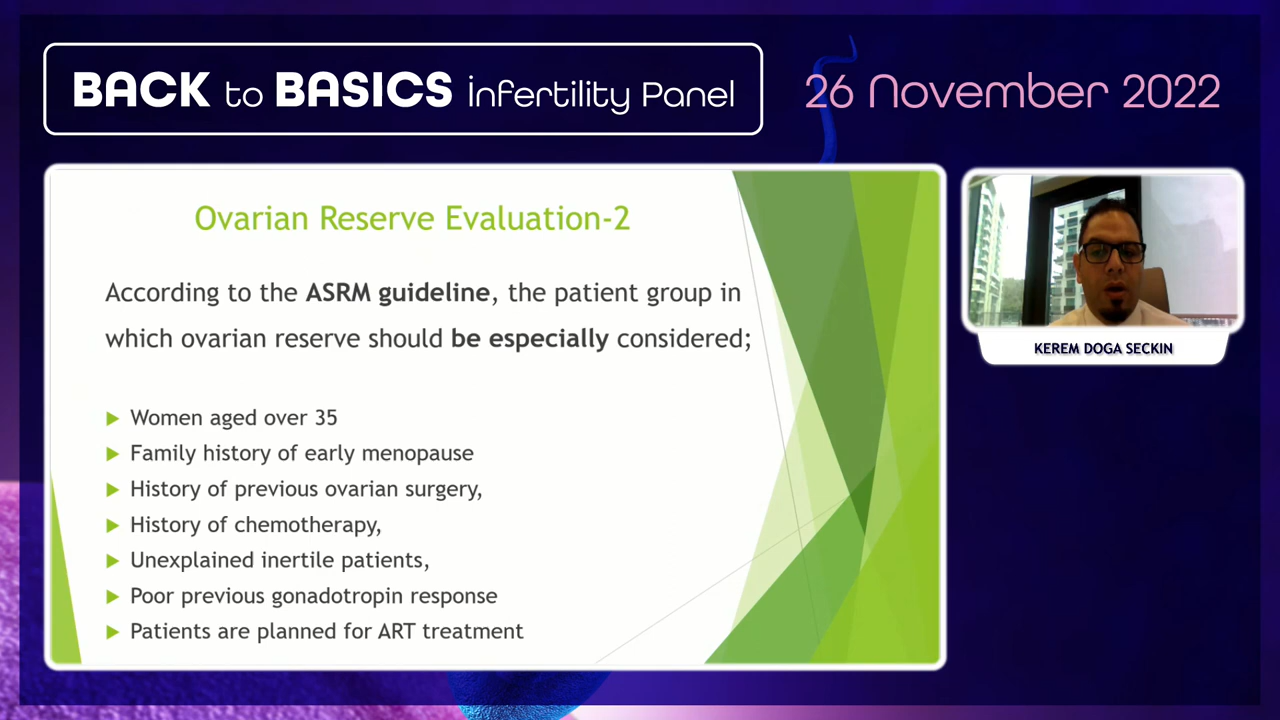 BACK to BASICS infertility Panel
26 November 2022
Ovarian Reserve Evaluation-2
According to the ASRM guideline, the patient group in
which ovarian reserve should be especially considered;
Women aged over 35
Family history of early menopause
History of previous ovarian surgery,
History of chemotherapy,
Unexplained inertile patients,
Poor previous gonadotropin response
Patients are planned for ART treatment
KEREM DOGA SECKIN